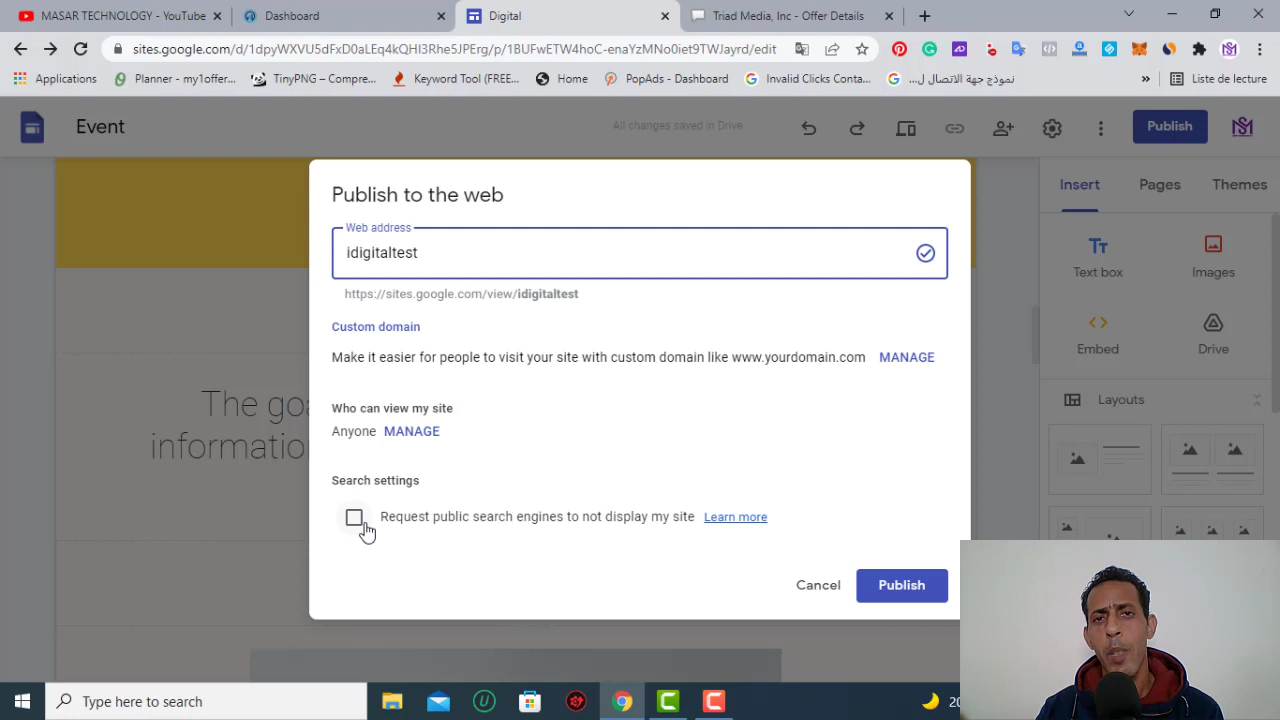 MASAR TECHNOLOGY - YouTube
Dashboard
Digital
Triad Media, Inc - Offer Details
sites.google.com/d/1dpyWXVU5dFxD0aLEq4kQHI3Rhe5JPErg/p/1BUFwETW4hoC-enaYzMNo0iet9TWJayrd/edit
Applications
Planner - my1offer...
TinyPNG – Compre...
Keyword Tool (FREE...
Home
PopAds - Dashboard
Invalid Clicks Conta...
نموذج جهة الاتصال ل...
»
Liste de lecture
Event
All changes saved in Drive
Publish
Insert
Pages
Themes
Publish to the web
Web address
idigitaltest
https://sites.google.com/view/idigitaltest
Custom domain
Make it easier for people to visit your site with custom domain like www.yourdomain.com MANAGE
Who can view my site
Anyone MANAGE
Search settings
Request public search engines to not display my site Learn more
Cancel
Publish
The goa
information
Tt
Text box
Images
Embed
Drive
Layouts
Type here to search
20